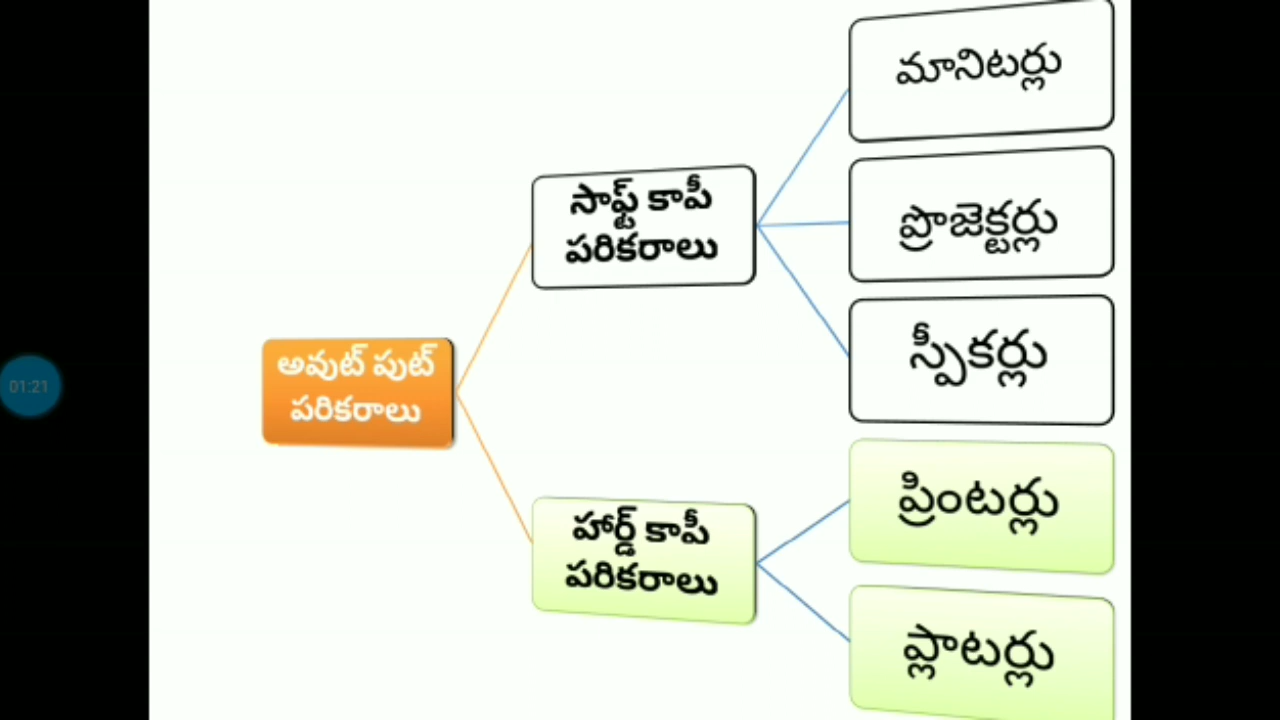 మానిటర్లు
సాఫ్ట్ కాపీ
పరికరాలు
ప్రొజెక్టర్లు
స్పీకర్లు
అవుట్ పుట్
పరికరాలు
01:21
హార్డ్ కాపీ
పరికరాలు
ప్రింటర్లు
ప్లాటర్లు